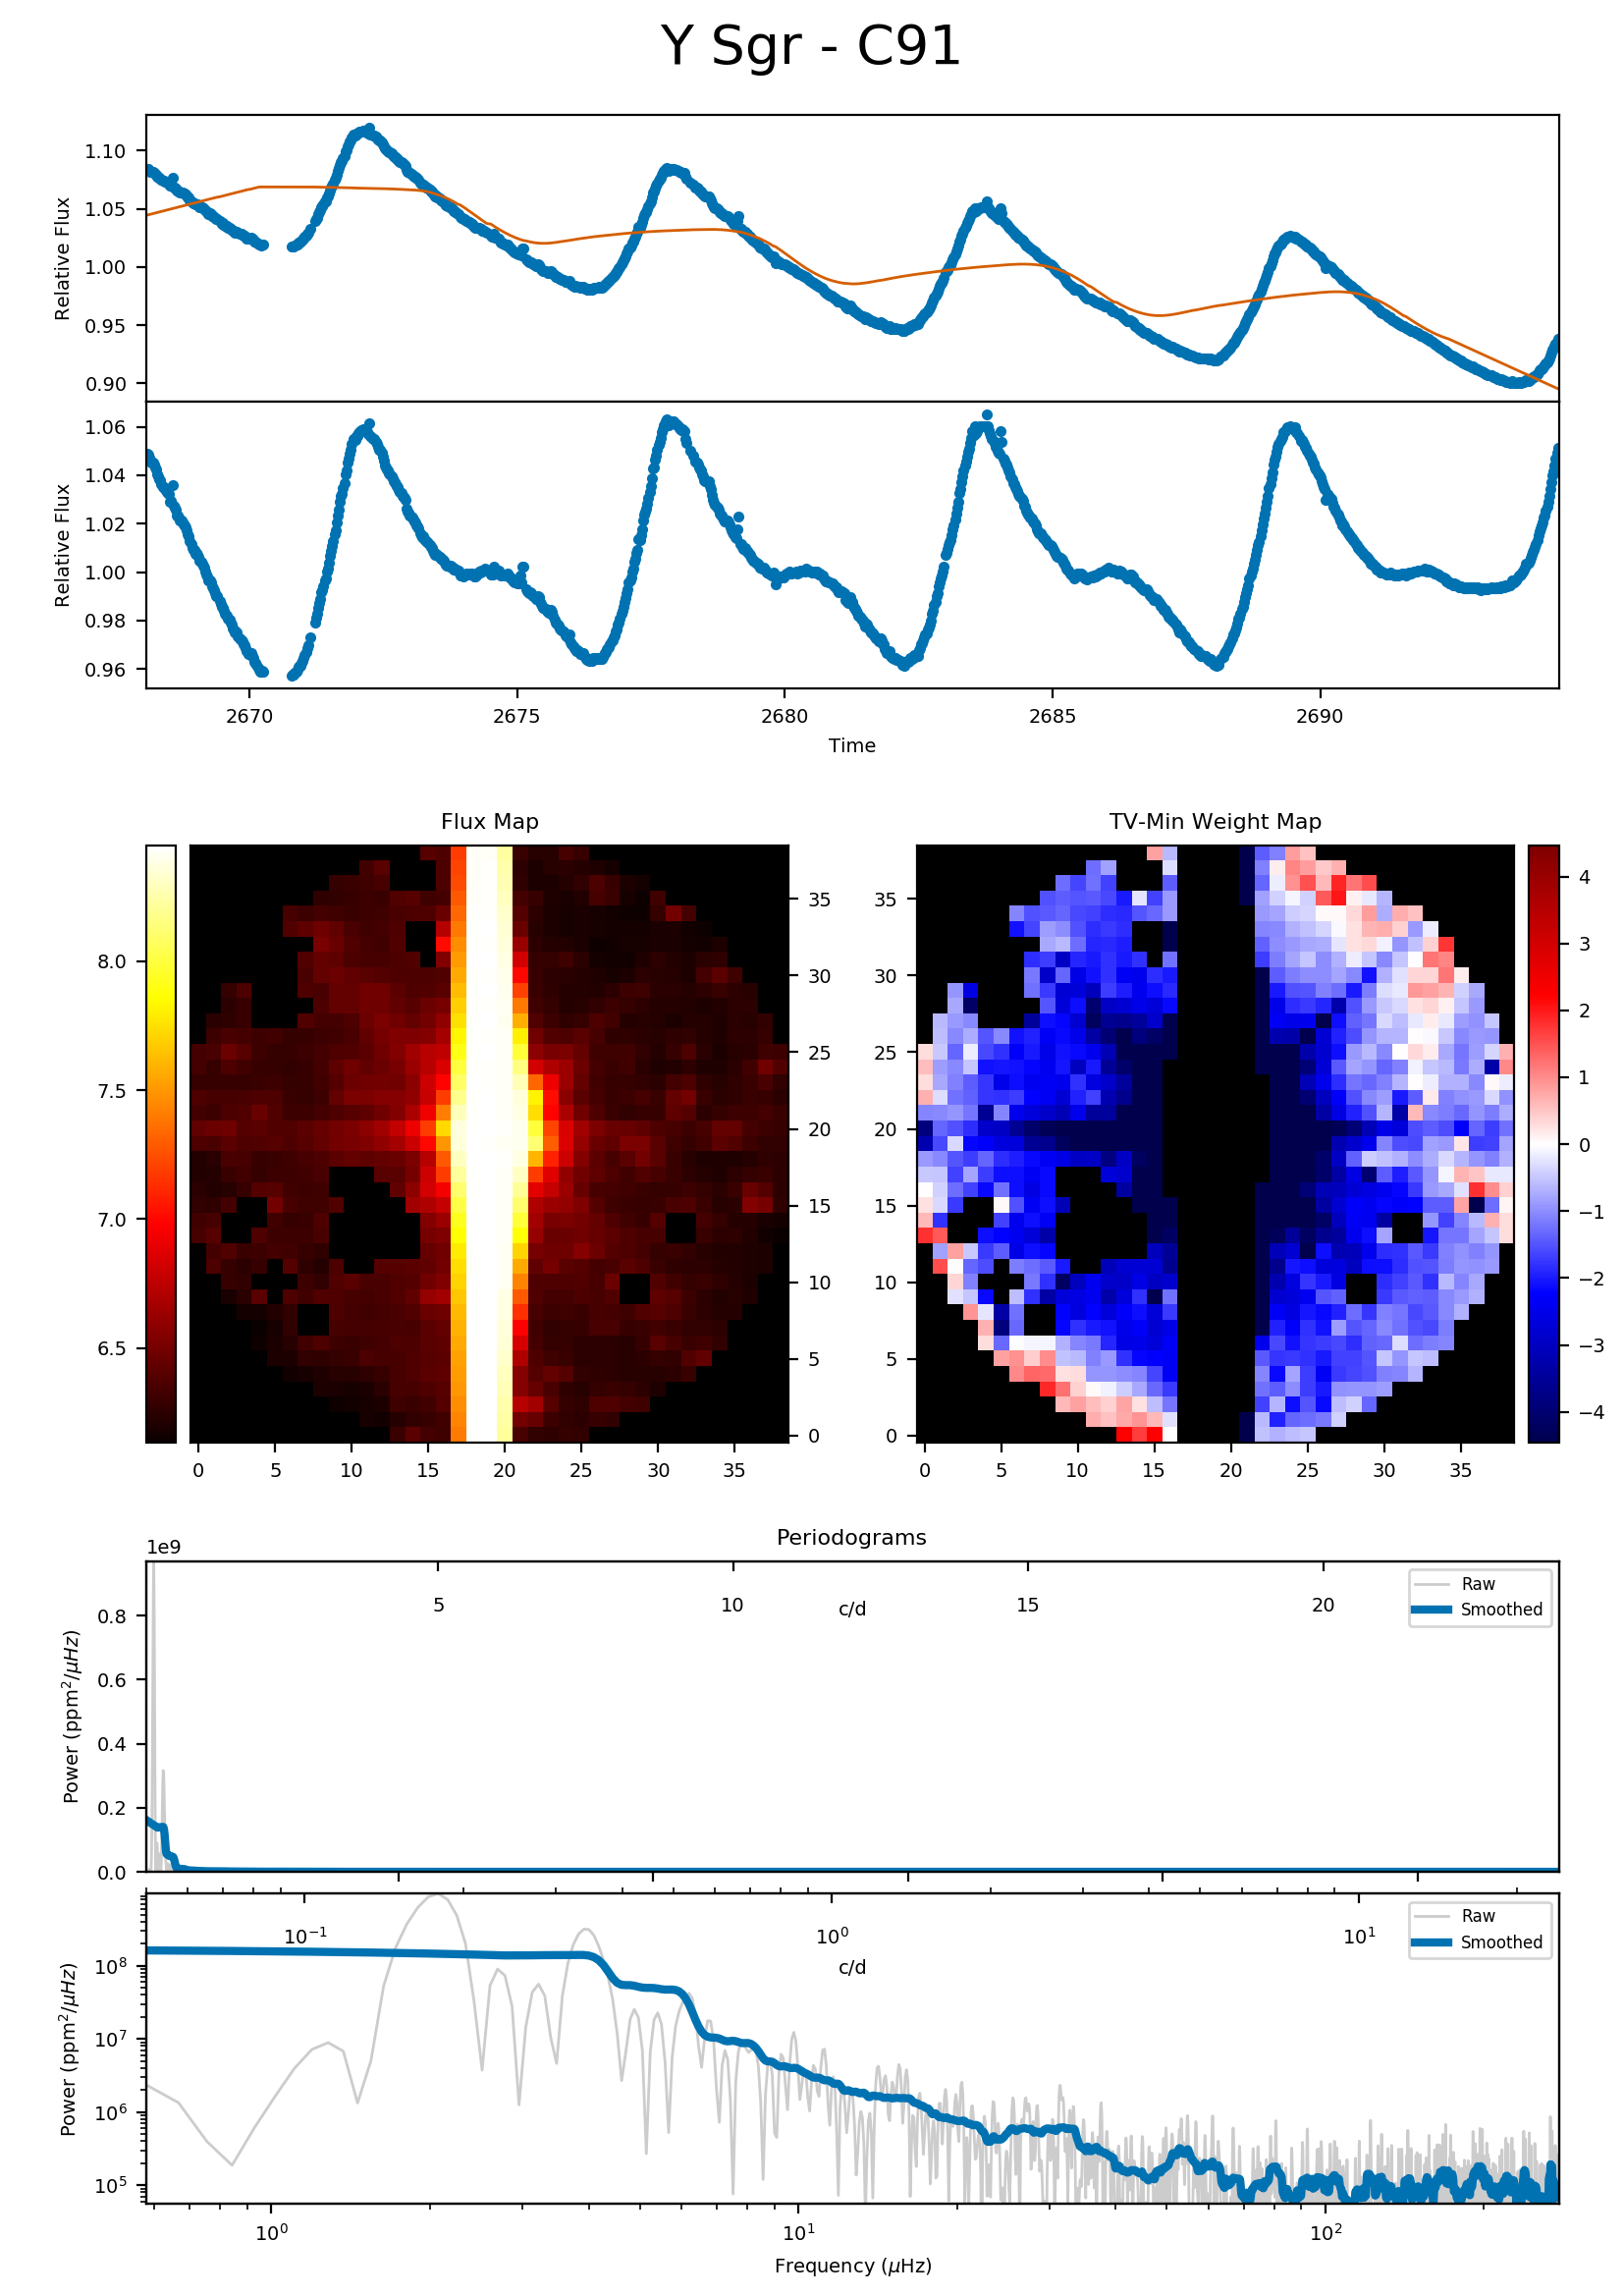 Y Sgr - C91
1.10
1.05
1.00
0.95
0.90
Relative Flux
1.06
1.04
1.02
1.00
0.98
0.96
Relative Flux
2670 2675 2680 2685 2690
Time
Flux Map
8.0
7.5
7.0
6.5
35
30
25
20
15
10
5
0
0 5 10 15 20 25 30 35
TV-Min Weight Map
35
30
25
20
15
10
5
0
0 5 10 15 20 25 30 35
4
3
2
1
0
−1
−2
−3
−4
Periodograms
1e9
5 10 15 20
c/d
Raw
Smoothed
0.8
0.6
0.4
0.2
0.0
Power (ppm²/μHz)
10⁻¹ 10⁰ 10¹
c/d
Raw
Smoothed
10⁸
10⁷
10⁶
10⁵
Power (ppm²/μHz)
10⁰ 10¹ 10²
Frequency (μHz)